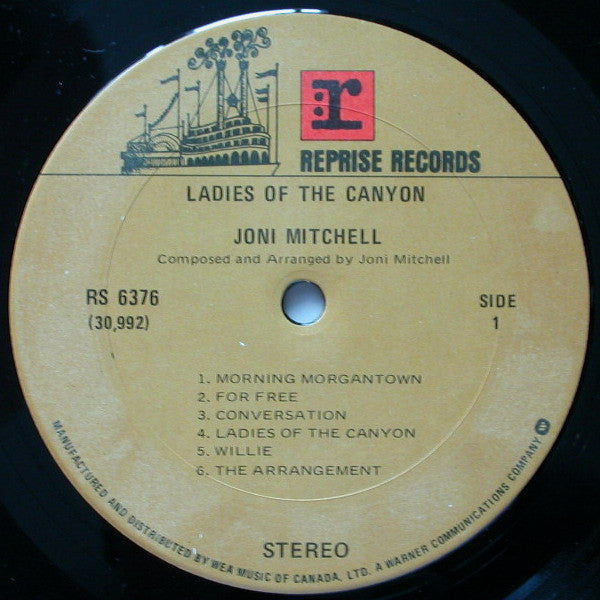 :r
REPRISE RECORDS
LADIES OF THE CANYON
JONI MITCHELL
Composed and Arranged by Joni Mitchell
RS 6376
(30,992)
SIDE
1
1. MORNING MORGANTOWN
2. FOR FREE
3. CONVERSATION
4. LADIES OF THE CANYON
5. WILLIE
6. THE ARRANGEMENT
STEREO
MANUFACTURED AND DISTRIBUTED BY WEA MUSIC OF CANADA, LTD. A WARNER COMMUNICATIONS COMPANY